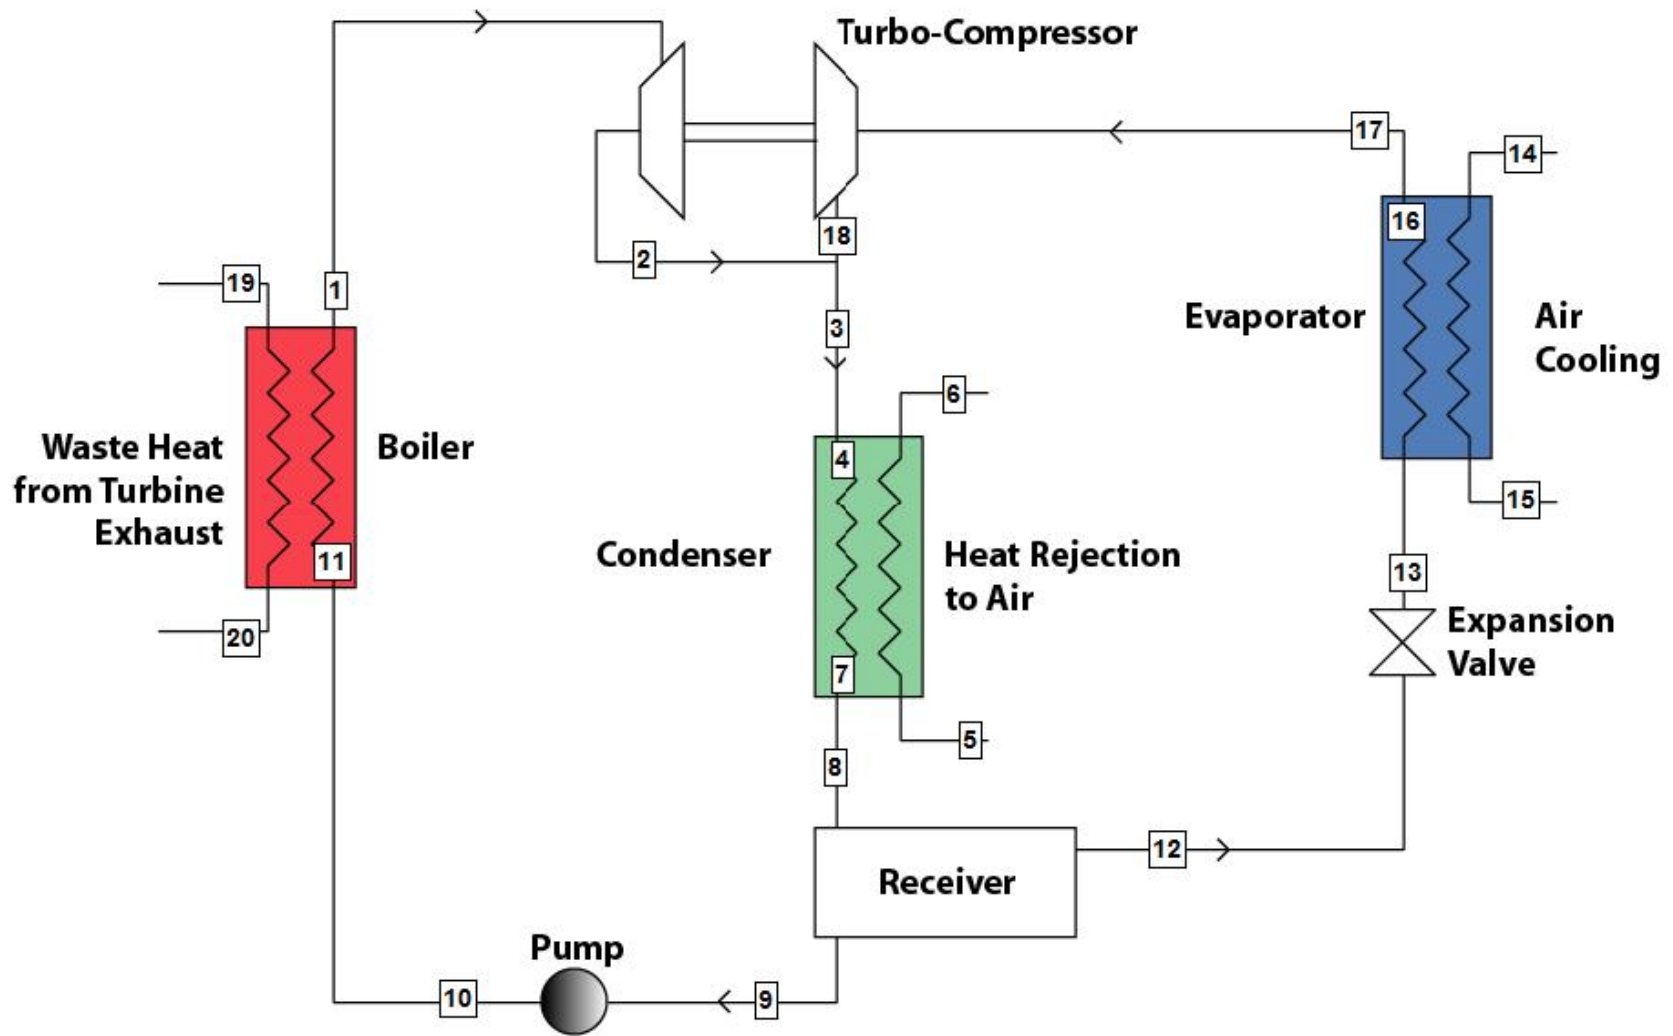 Turbo-Compressor
17
14
16
18
2
19
1
3
Evaporator
Air
Cooling
6
Waste Heat
from Turbine
Exhaust
Boiler
4
15
11
Condenser
Heat Rejection
to Air
13
20
Expansion
Valve
7
5
8
12
Receiver
Pump
10
9